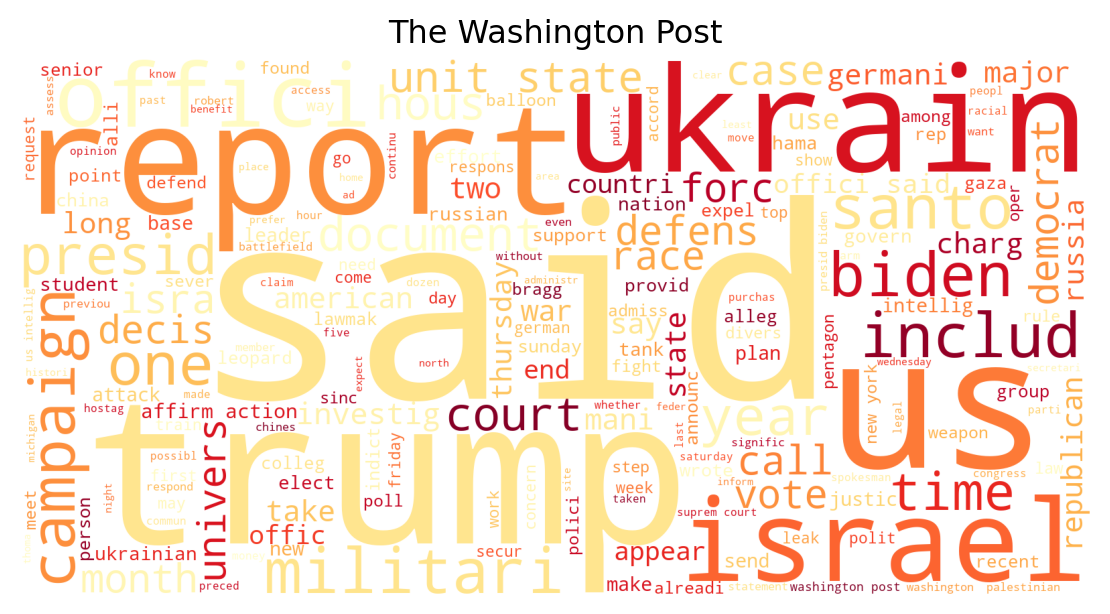 The Washington Post
senior
know
found
access
unit state
case
germani
major
offici
hous
clear
assess
past
robert
benefit
way
balloon
public
accord
use
among
peopl
racial
alli
request
report
ukrain
opinion
continu
go
respons
move
hama
rep
want
point
defend
place
home
ad
two
countri
forc
show
offici said
gaza
democrat
china
long
base
prefer
hour
russian
nation
expel
top
santo
oper
russia
leader
battlefield
document
even
support
defens
govern
charg
presid
said
without
race
presid biden
biden
student
sever
claim
need
come
dozen
administr
bragg
provid
intellig
us intellig
previou
isra
american
day
thursday
war
admiss
purchas
alleg
includ
rule
campaign
decis
lawmak
five
german
say
divers
state
pentagon
one
leopard
member
north
sunday
tank
plan
wednesday
histori
attack
made
expect
end
fight
us
group
hostag
affirm action
sinc
investig
court
whether
mani
feder
announc
year
new york
legal
parti
republican
michigan
trump
chines
univers
last
signific
weapon
possibl
first
colleg
indict
friday
step
saturday
call
congress
law
respond
elect
week
wrote
inform
spokesman
meet
person
night
may
commun
take
poll
work
concern
site
taken
vote
justic
time
suprem court
polici
israel
ukrainian
offic
new
secur
appear
leak
polit
send
recent
month
preced
militari
make
alreadi
statement
washington post
washington
palestinian